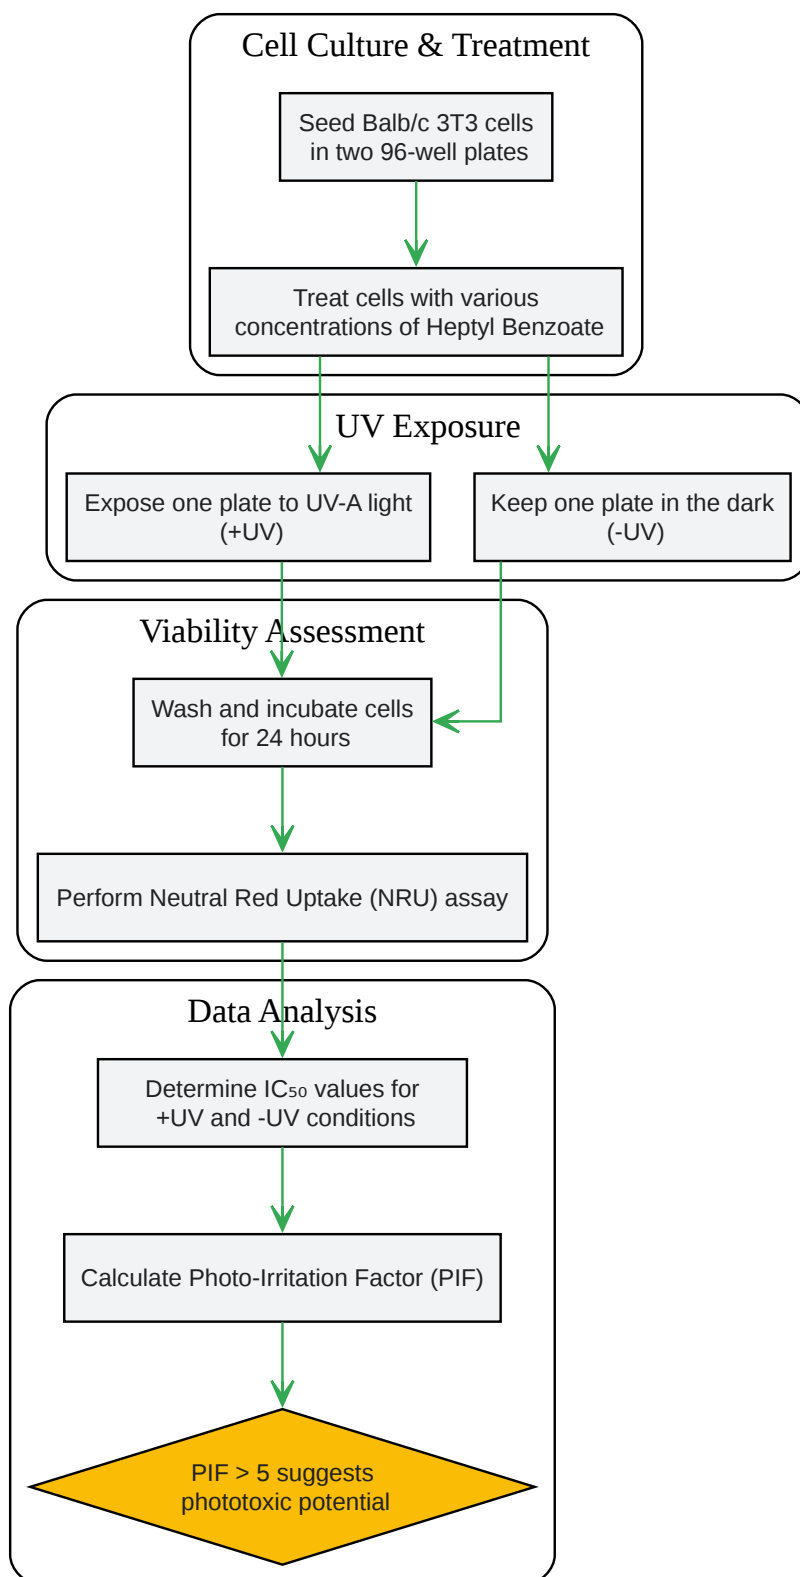 Cell Culture & Treatment
Seed Balb/c 3T3 cells
in two 96-well plates
Treat cells with various
concentrations of Heptyl Benzoate
UV Exposure
Expose one plate to UV-A light
(+UV)
Keep one plate in the dark
(-UV)
Viability Assessment
Wash and incubate cells
for 24 hours
Perform Neutral Red Uptake (NRU) assay
Data Analysis
Determine IC₅₀ values for
+UV and -UV conditions
Calculate Photo-Irritation Factor (PIF)
PIF > 5 suggests
phototoxic potential